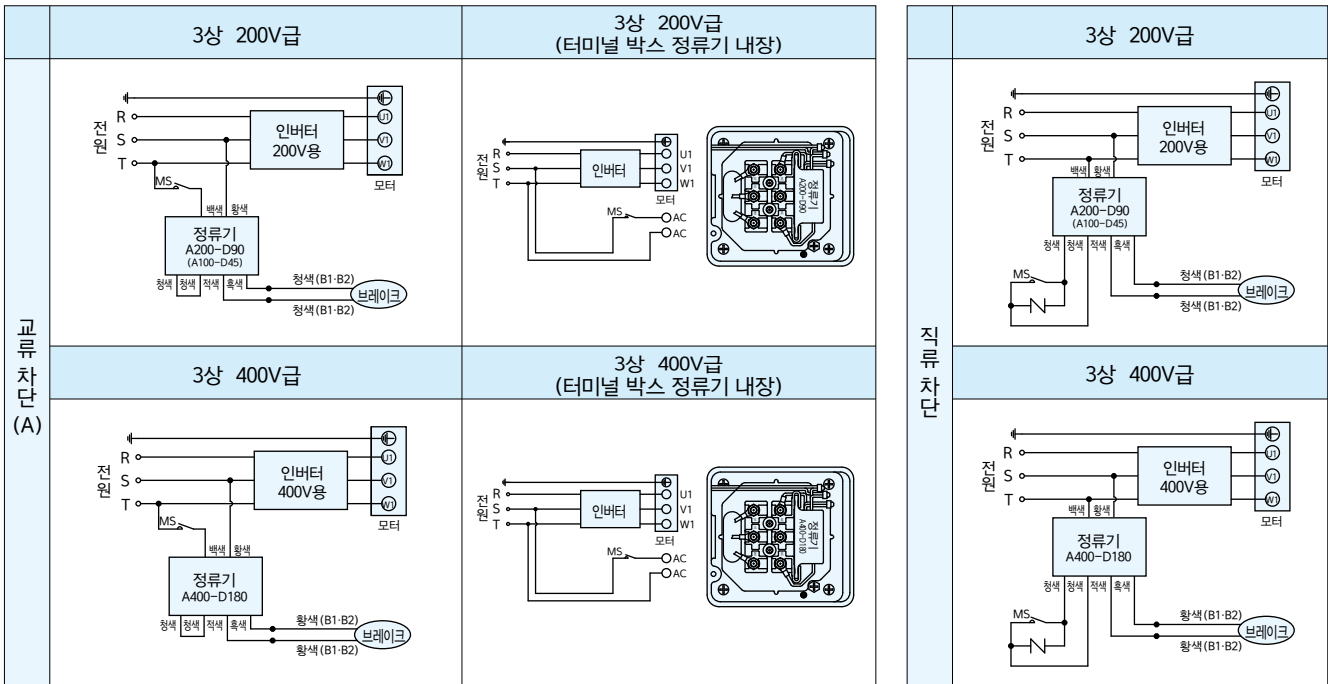 3상 200V급
3상 200V급
(터미널 박스 정류기 내장)
교류 차단 (A)
전원
R
S
T
인버터
200V용
U1
V1
W1
모터
MS
백색 황색
정류기
A200-D90
(A100-D45)
청색 청색 적색 흑색
청색(B1·B2)
청색(B1·B2)
브레이크
전원
R
S
T
인버터
U1
V1
W1
모터
MS
AC
AC
정류기
A200-D90
3상 400V급
3상 400V급
(터미널 박스 정류기 내장)
전원
R
S
T
인버터
400V용
U1
V1
W1
모터
MS
백색 황색
정류기
A400-D180
청색 청색 적색 흑색
황색(B1·B2)
황색(B1·B2)
브레이크
전원
R
S
T
인버터
U1
V1
W1
모터
MS
AC
AC
정류기
A400-D180
직류 차단
3상 200V급
전원
R
S
T
인버터
200V용
U1
V1
W1
모터
백색 황색
정류기
A200-D90
(A100-D45)
청색 청색 적색 흑색
MS
청색(B1·B2)
청색(B1·B2)
브레이크
3상 400V급
전원
R
S
T
인버터
400V용
U1
V1
W1
모터
백색 황색
정류기
A400-D180
청색 청색 적색 흑색
MS
황색(B1·B2)
황색(B1·B2)
브레이크